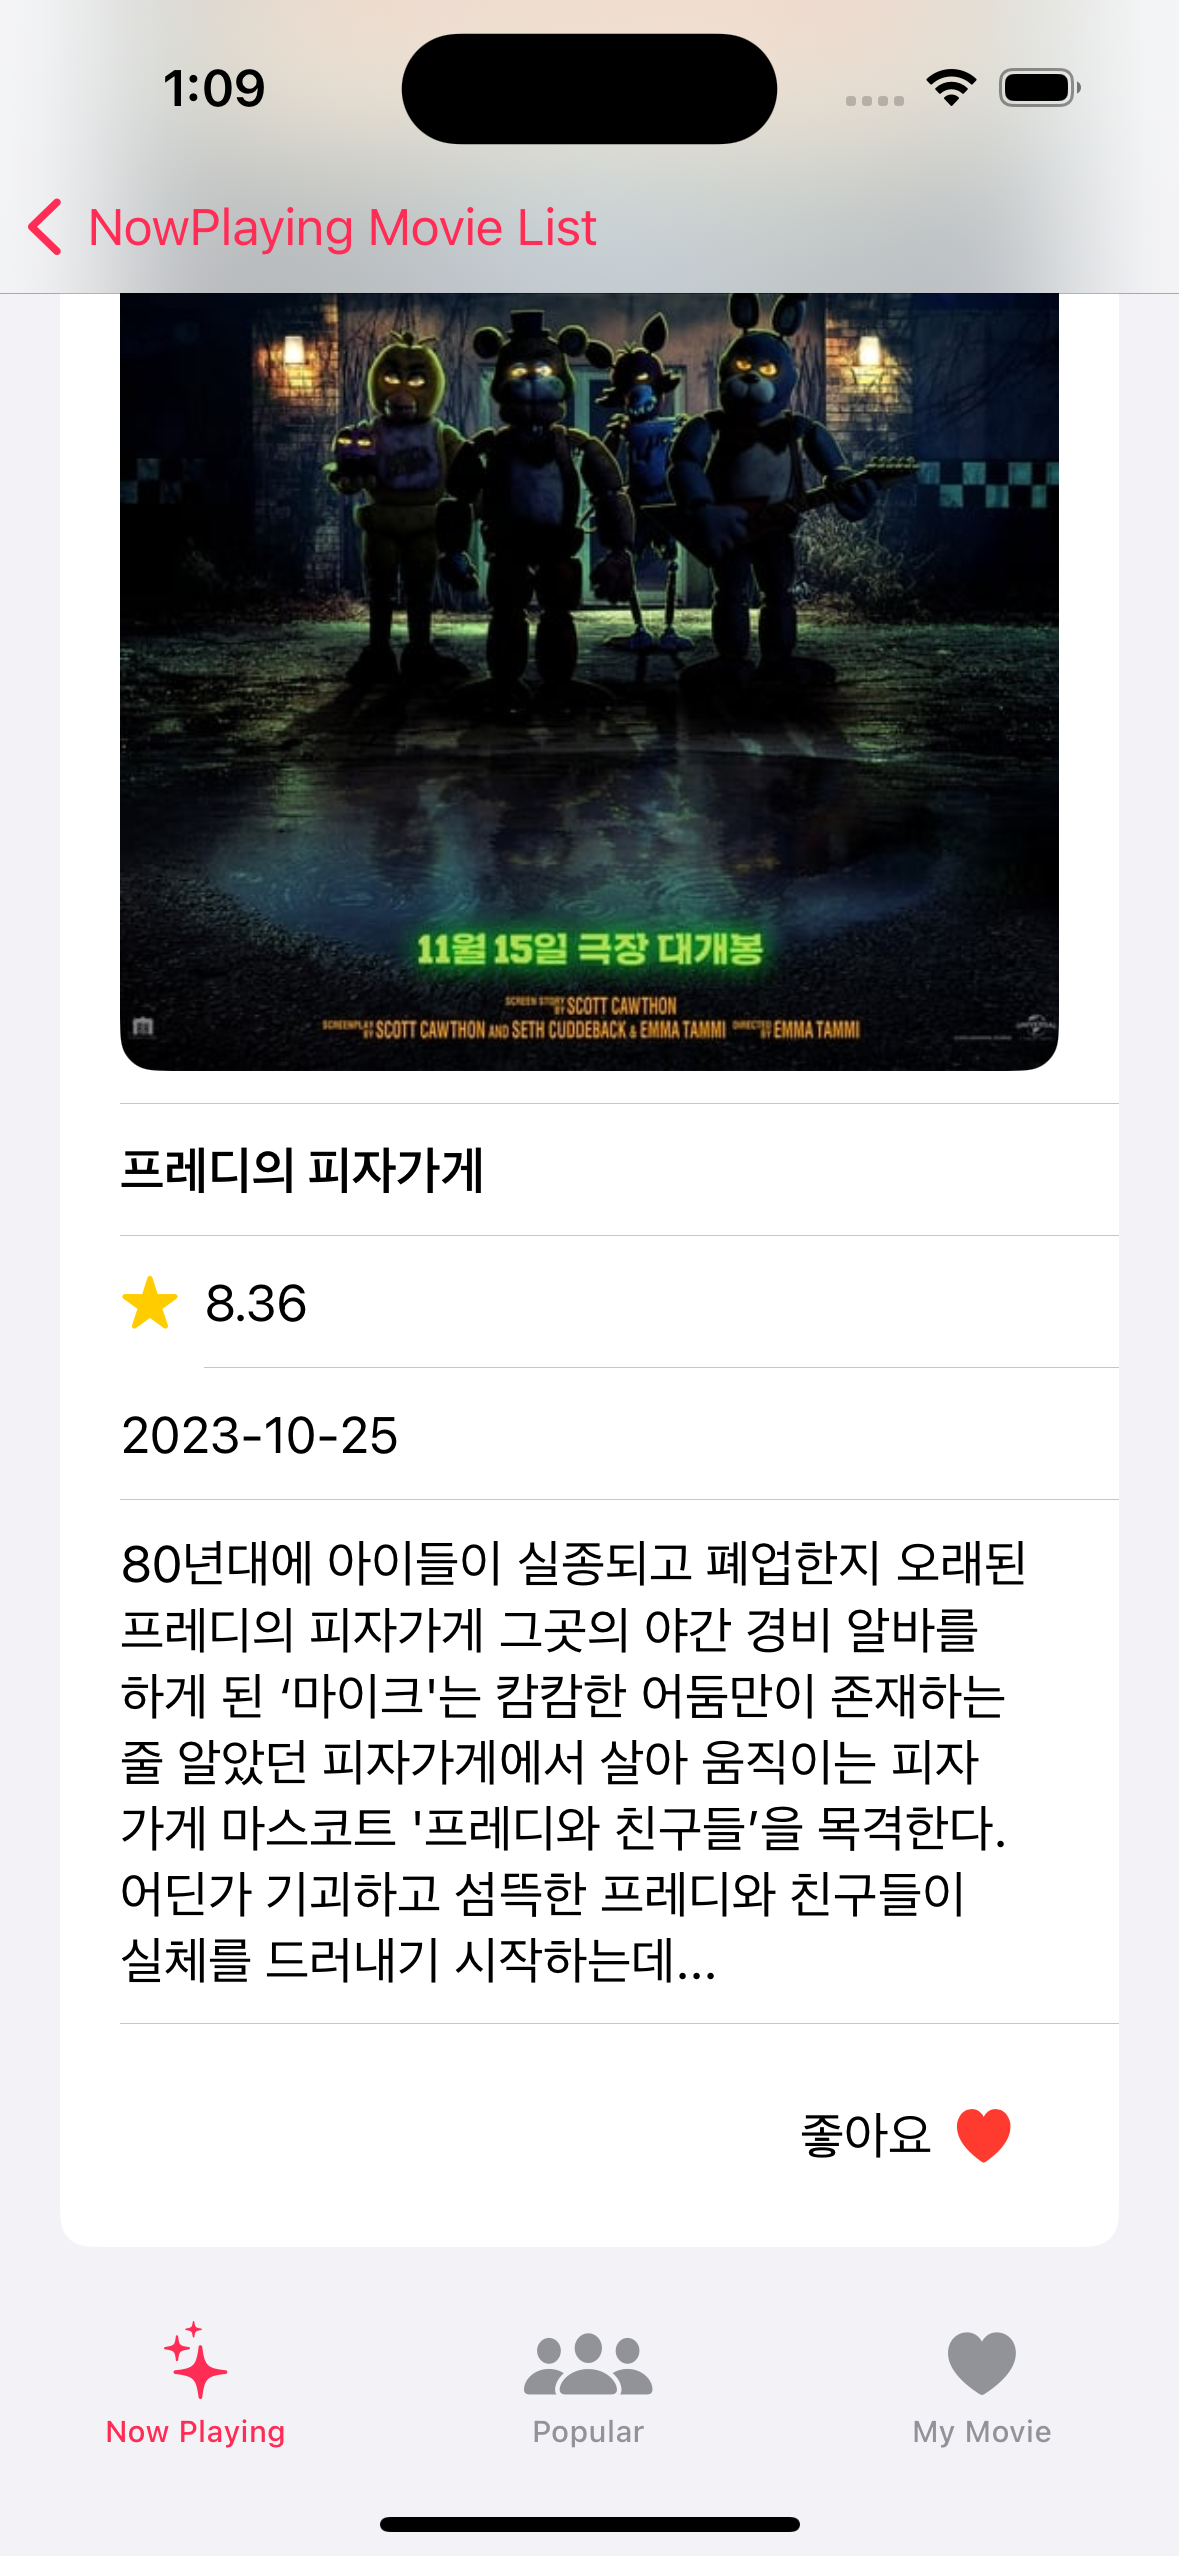 1:09
NowPlaying Movie List
11월 15일 극장 대개봉
SCREEN STORY BY SCOTT CAWTHON
SCREENPLAY BY SCOTT CAWTHON AND SETH CUDDEBACK & EMMA TAMMI DIRECTED BY EMMA TAMMI
프레디의 피자가게
8.36
2023-10-25
80년대에 아이들이 실종되고 폐업한지 오래된
프레디의 피자가게 그곳의 야간 경비 알바를
하게 된 ‘마이크'는 캄캄한 어둠만이 존재하는
줄 알았던 피자가게에서 살아 움직이는 피자
가게 마스코트 '프레디와 친구들’을 목격한다.
어딘가 기괴하고 섬뜩한 프레디와 친구들이
실체를 드러내기 시작하는데...
좋아요
Now Playing
Popular
My Movie